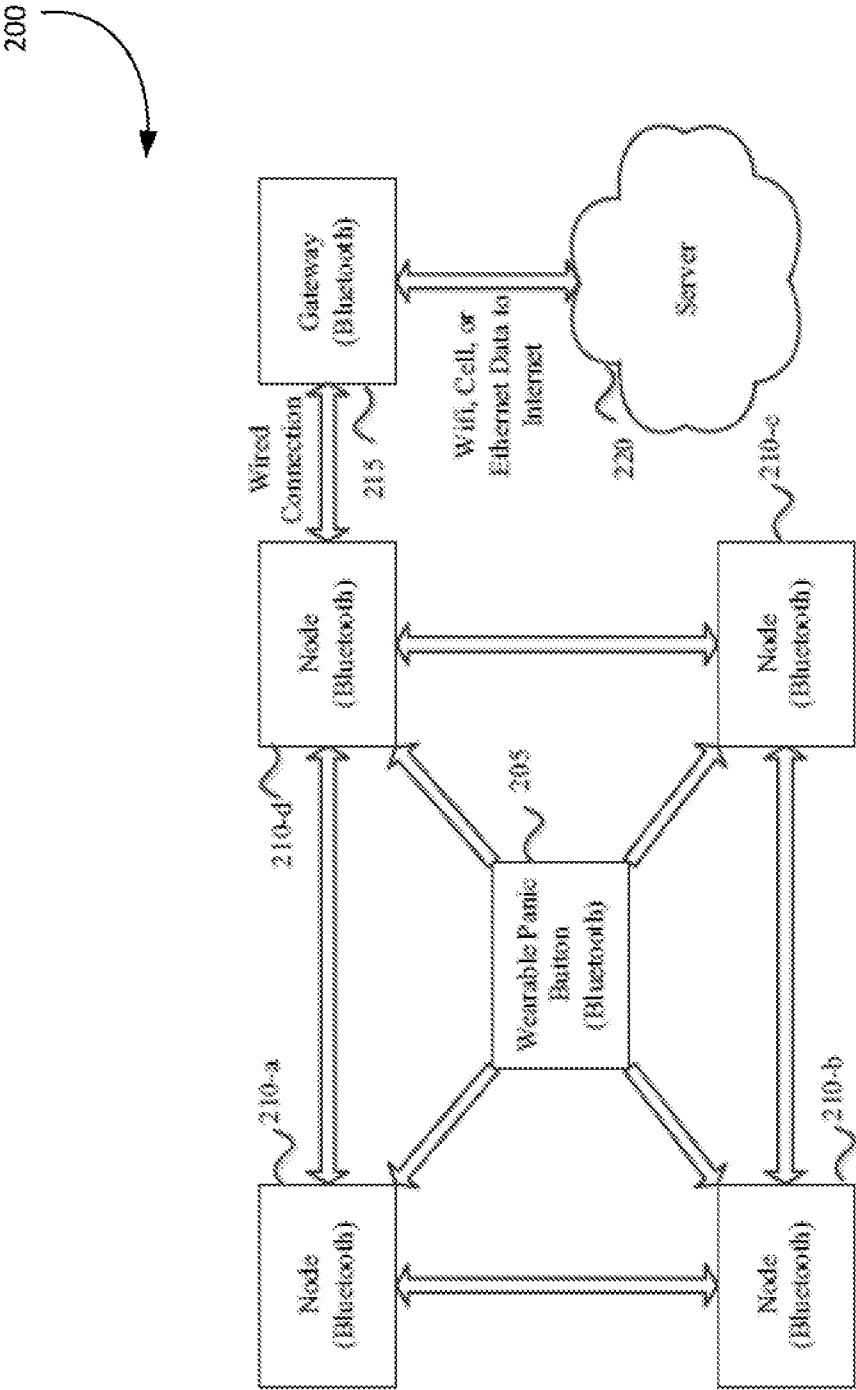 200
Node
(Bluetooth)
210-a
Node
(Bluetooth)
210-d
Wired
Connection
Gateway
(Bluetooth)
215
Wearable Panic
Button
(Bluetooth)
205
Wifi, Cell, or
Ethernet Data to
Internet
220
Server
Node
(Bluetooth)
210-b
Node
(Bluetooth)
210-c